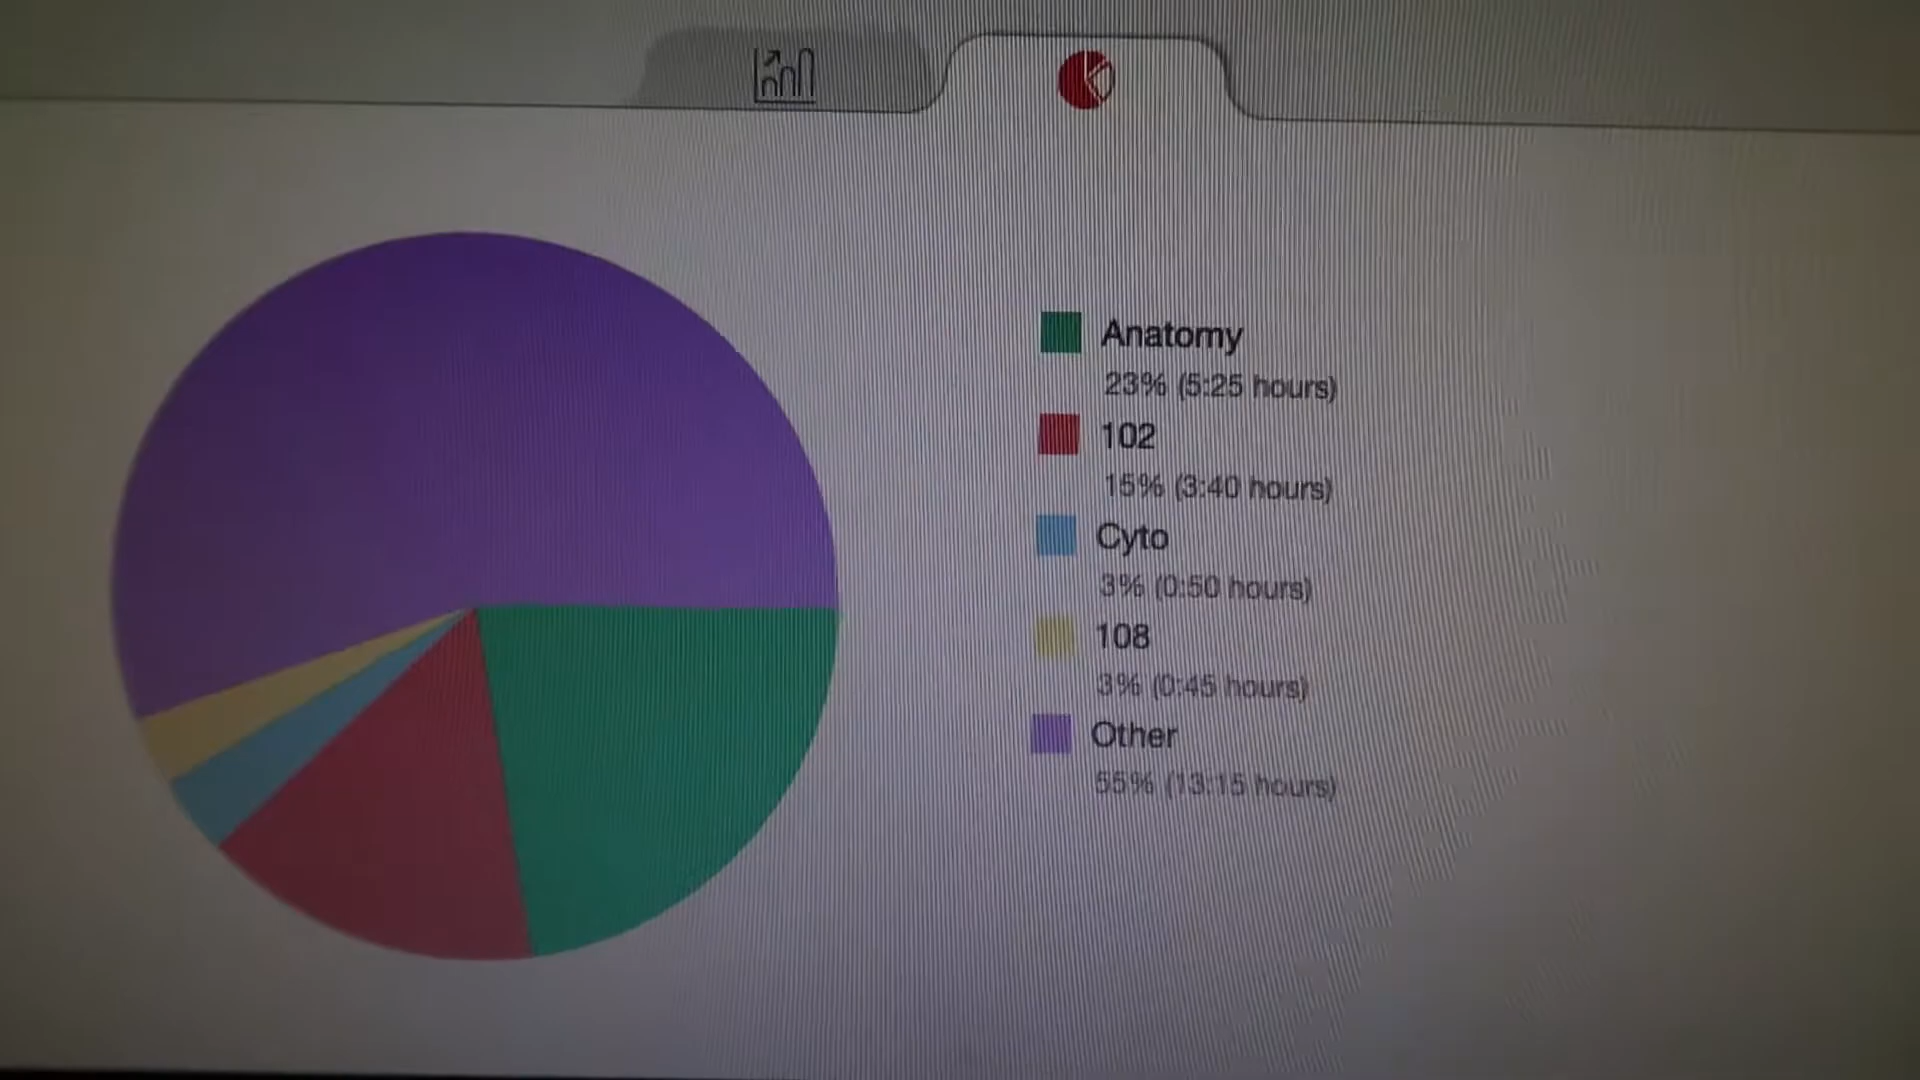 Anatomy
23% (5:25 hours)
102
15% (3:40 hours)
Cyto
3% (0:50 hours)
108
3% (0:45 hours)
Other
55% (13:15 hours)